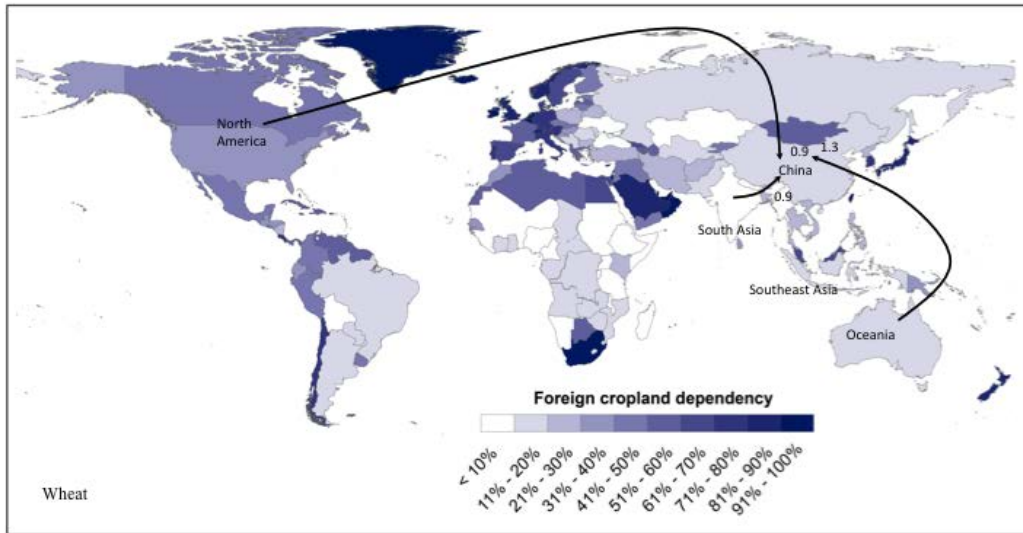 North
America
0.9
1.3
China
0.9
South Asia
Southeast Asia
Oceania
Foreign cropland dependency
< 10%
11% - 20%
21% - 30%
31% - 40%
41% - 50%
51% - 60%
61% - 70%
71% - 80%
81% - 90%
91% - 100%
Wheat